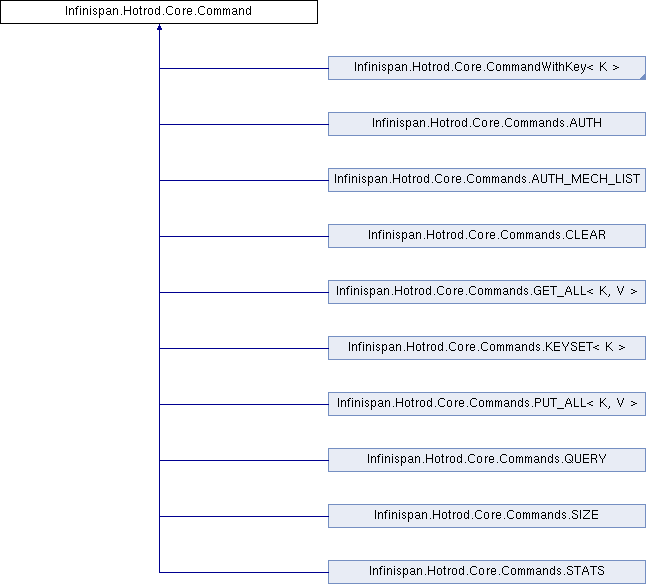 Infinispan.Hotrod.Core.Command
Infinispan.Hotrod.Core.CommandWithKey< K >
Infinispan.Hotrod.Core.Commands.AUTH
Infinispan.Hotrod.Core.Commands.AUTH_MECH_LIST
Infinispan.Hotrod.Core.Commands.CLEAR
Infinispan.Hotrod.Core.Commands.GET_ALL< K, V >
Infinispan.Hotrod.Core.Commands.KEYSET< K >
Infinispan.Hotrod.Core.Commands.PUT_ALL< K, V >
Infinispan.Hotrod.Core.Commands.QUERY
Infinispan.Hotrod.Core.Commands.SIZE
Infinispan.Hotrod.Core.Commands.STATS